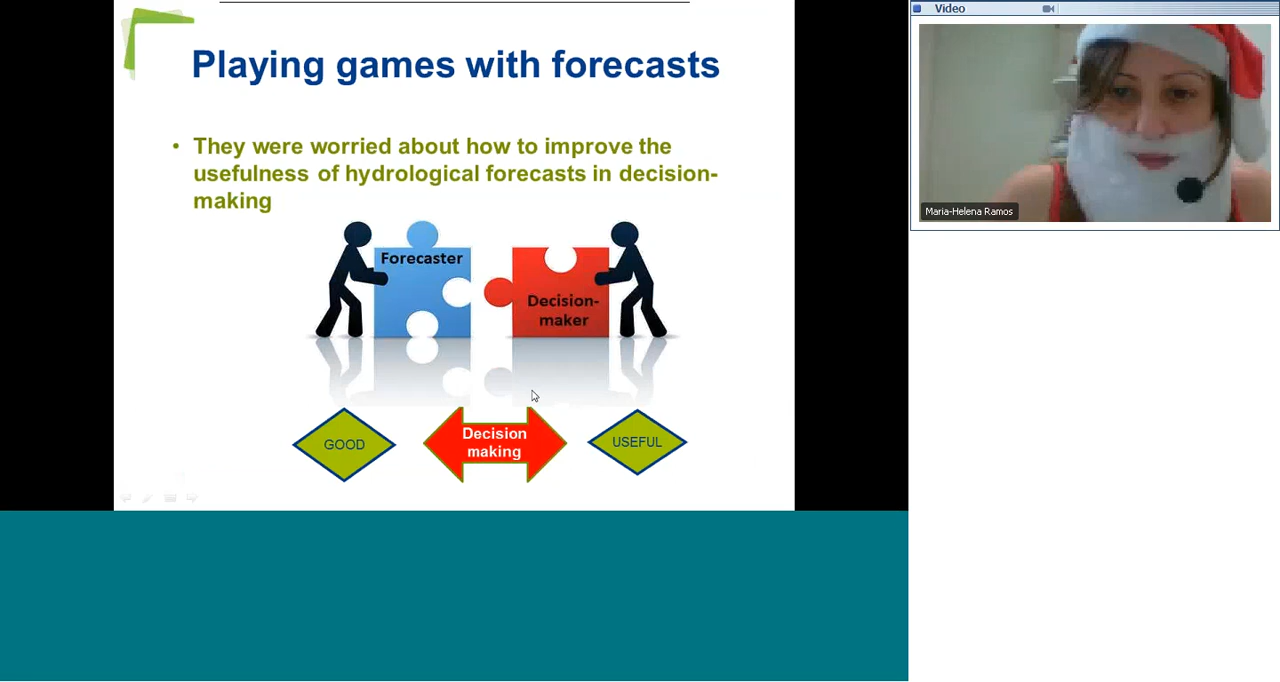 Playing games with forecasts
• They were worried about how to improve the
usefulness of hydrological forecasts in decision-
making
Forecaster
Decision-
maker
GOOD
Decision
making
USEFUL
Video
Maria-Helena Ramos